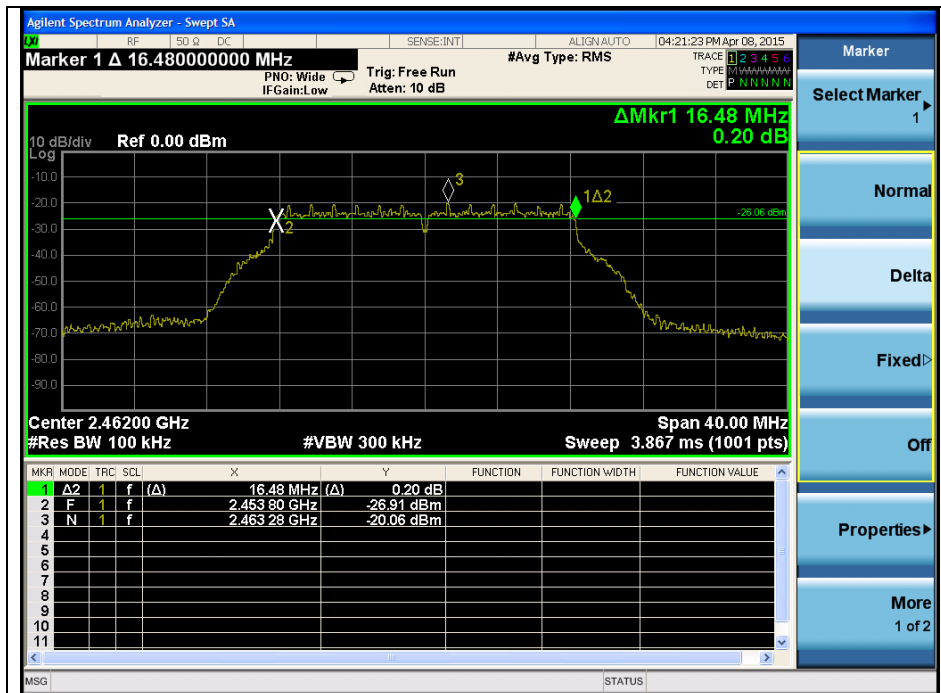 Agilent Spectrum Analyzer - Swept SA
LXI RF 50 Ω DC SENSE:INT ALIGN AUTO 04:21:23 PM Apr 08, 2015
Marker 1 Δ 16.480000000 MHz
PNO: Wide
IFGain:Low
Trig: Free Run
Atten: 10 dB
#Avg Type: RMS
TRACE 1 2 3 4 5 6
TYPE M WWWWW
DET P N N N N N
ΔMkr1 16.48 MHz
0.20 dB
10 dB/div Ref 0.00 dBm
Log
-10.0
-20.0
-30.0
-40.0
-50.0
-60.0
-70.0
-80.0
-90.0
3
1Δ2
X2
-26.06 dBm
Center 2.46200 GHz Span 40.00 MHz
#Res BW 100 kHz #VBW 300 kHz Sweep 3.867 ms (1001 pts)
MKR MODE TRC SCL X Y FUNCTION FUNCTION WIDTH FUNCTION VALUE
1 Δ2 1 f (Δ) 16.48 MHz (Δ) 0.20 dB
2 F 1 f 2.453 80 GHz -26.91 dBm
3 N 1 f 2.463 28 GHz -20.06 dBm
4
5
6
7
8
9
10
11
MSG STATUS
Marker
Select Marker
1
Normal
Delta
Fixed
Off
Properties
More
1 of 2